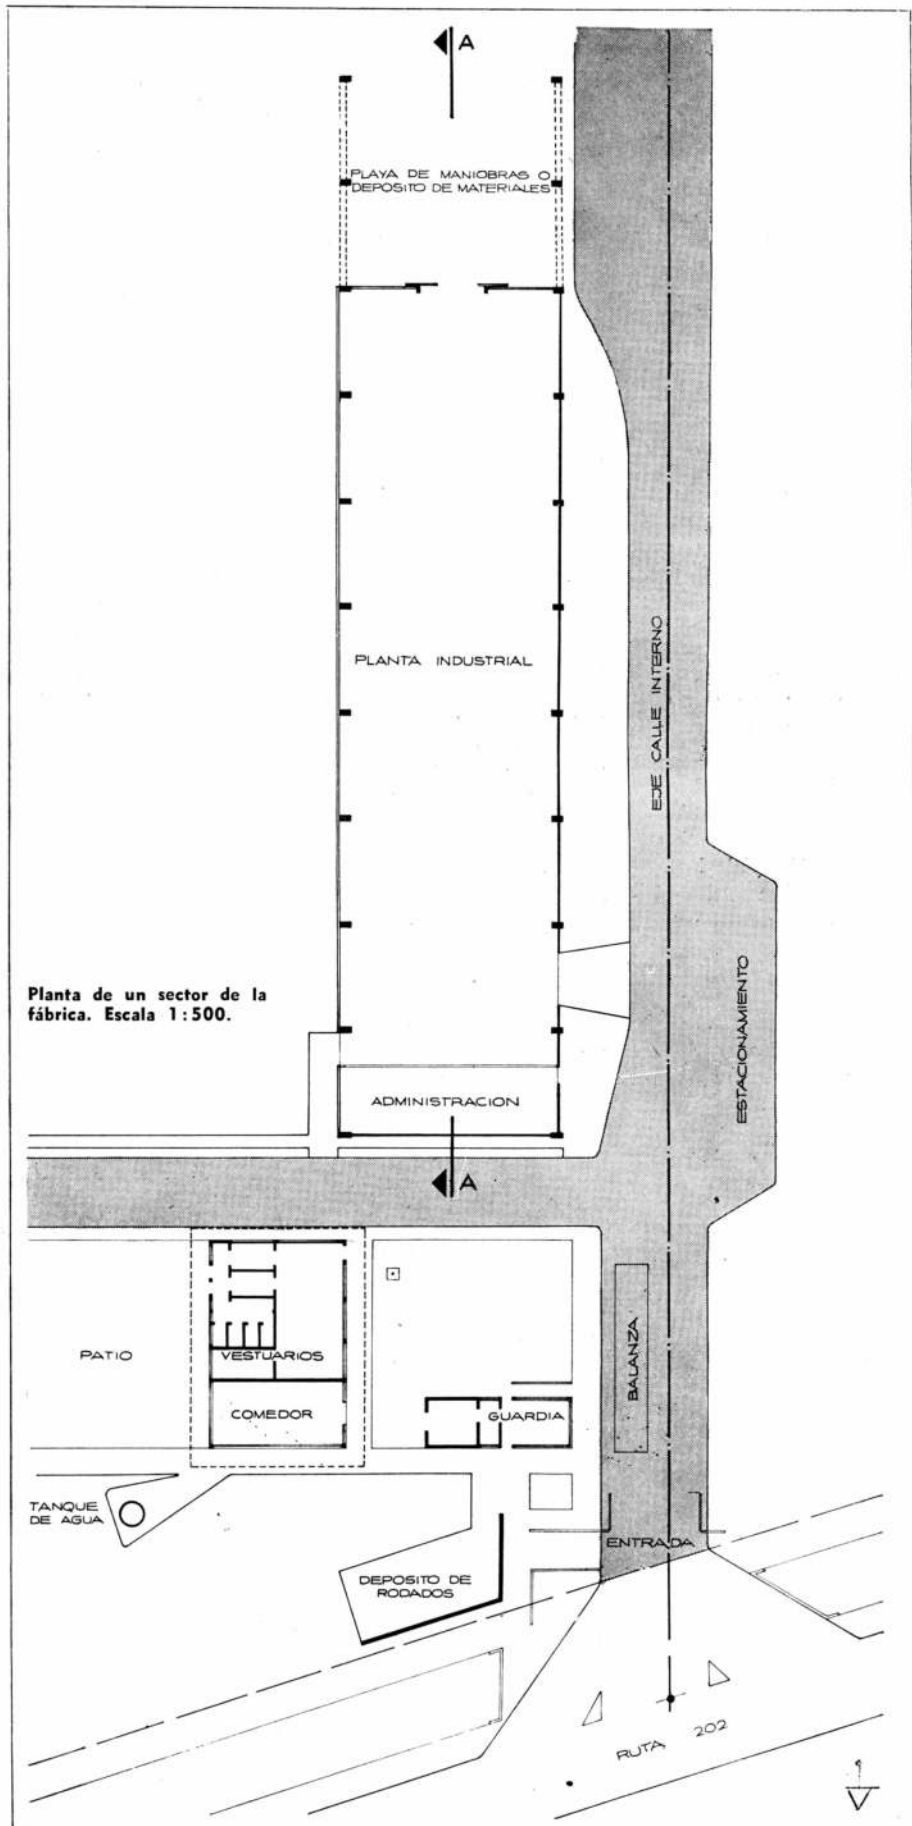 A
PLAYA DE MANIOBRAS O
DEPOSITO DE MATERIALES
PLANTA INDUSTRIAL
EJE CALLE INTERNO
Planta de un sector de la
fábrica. Escala 1:500.
ESTACIONAMIENTO
ADMINISTRACION
A
PATIO
VESTUARIOS
COMEDOR
GUARDIA
BALANZA
TANQUE
DE AGUA
ENTRADA
DEPOSITO DE
RODADOS
RUTA 202